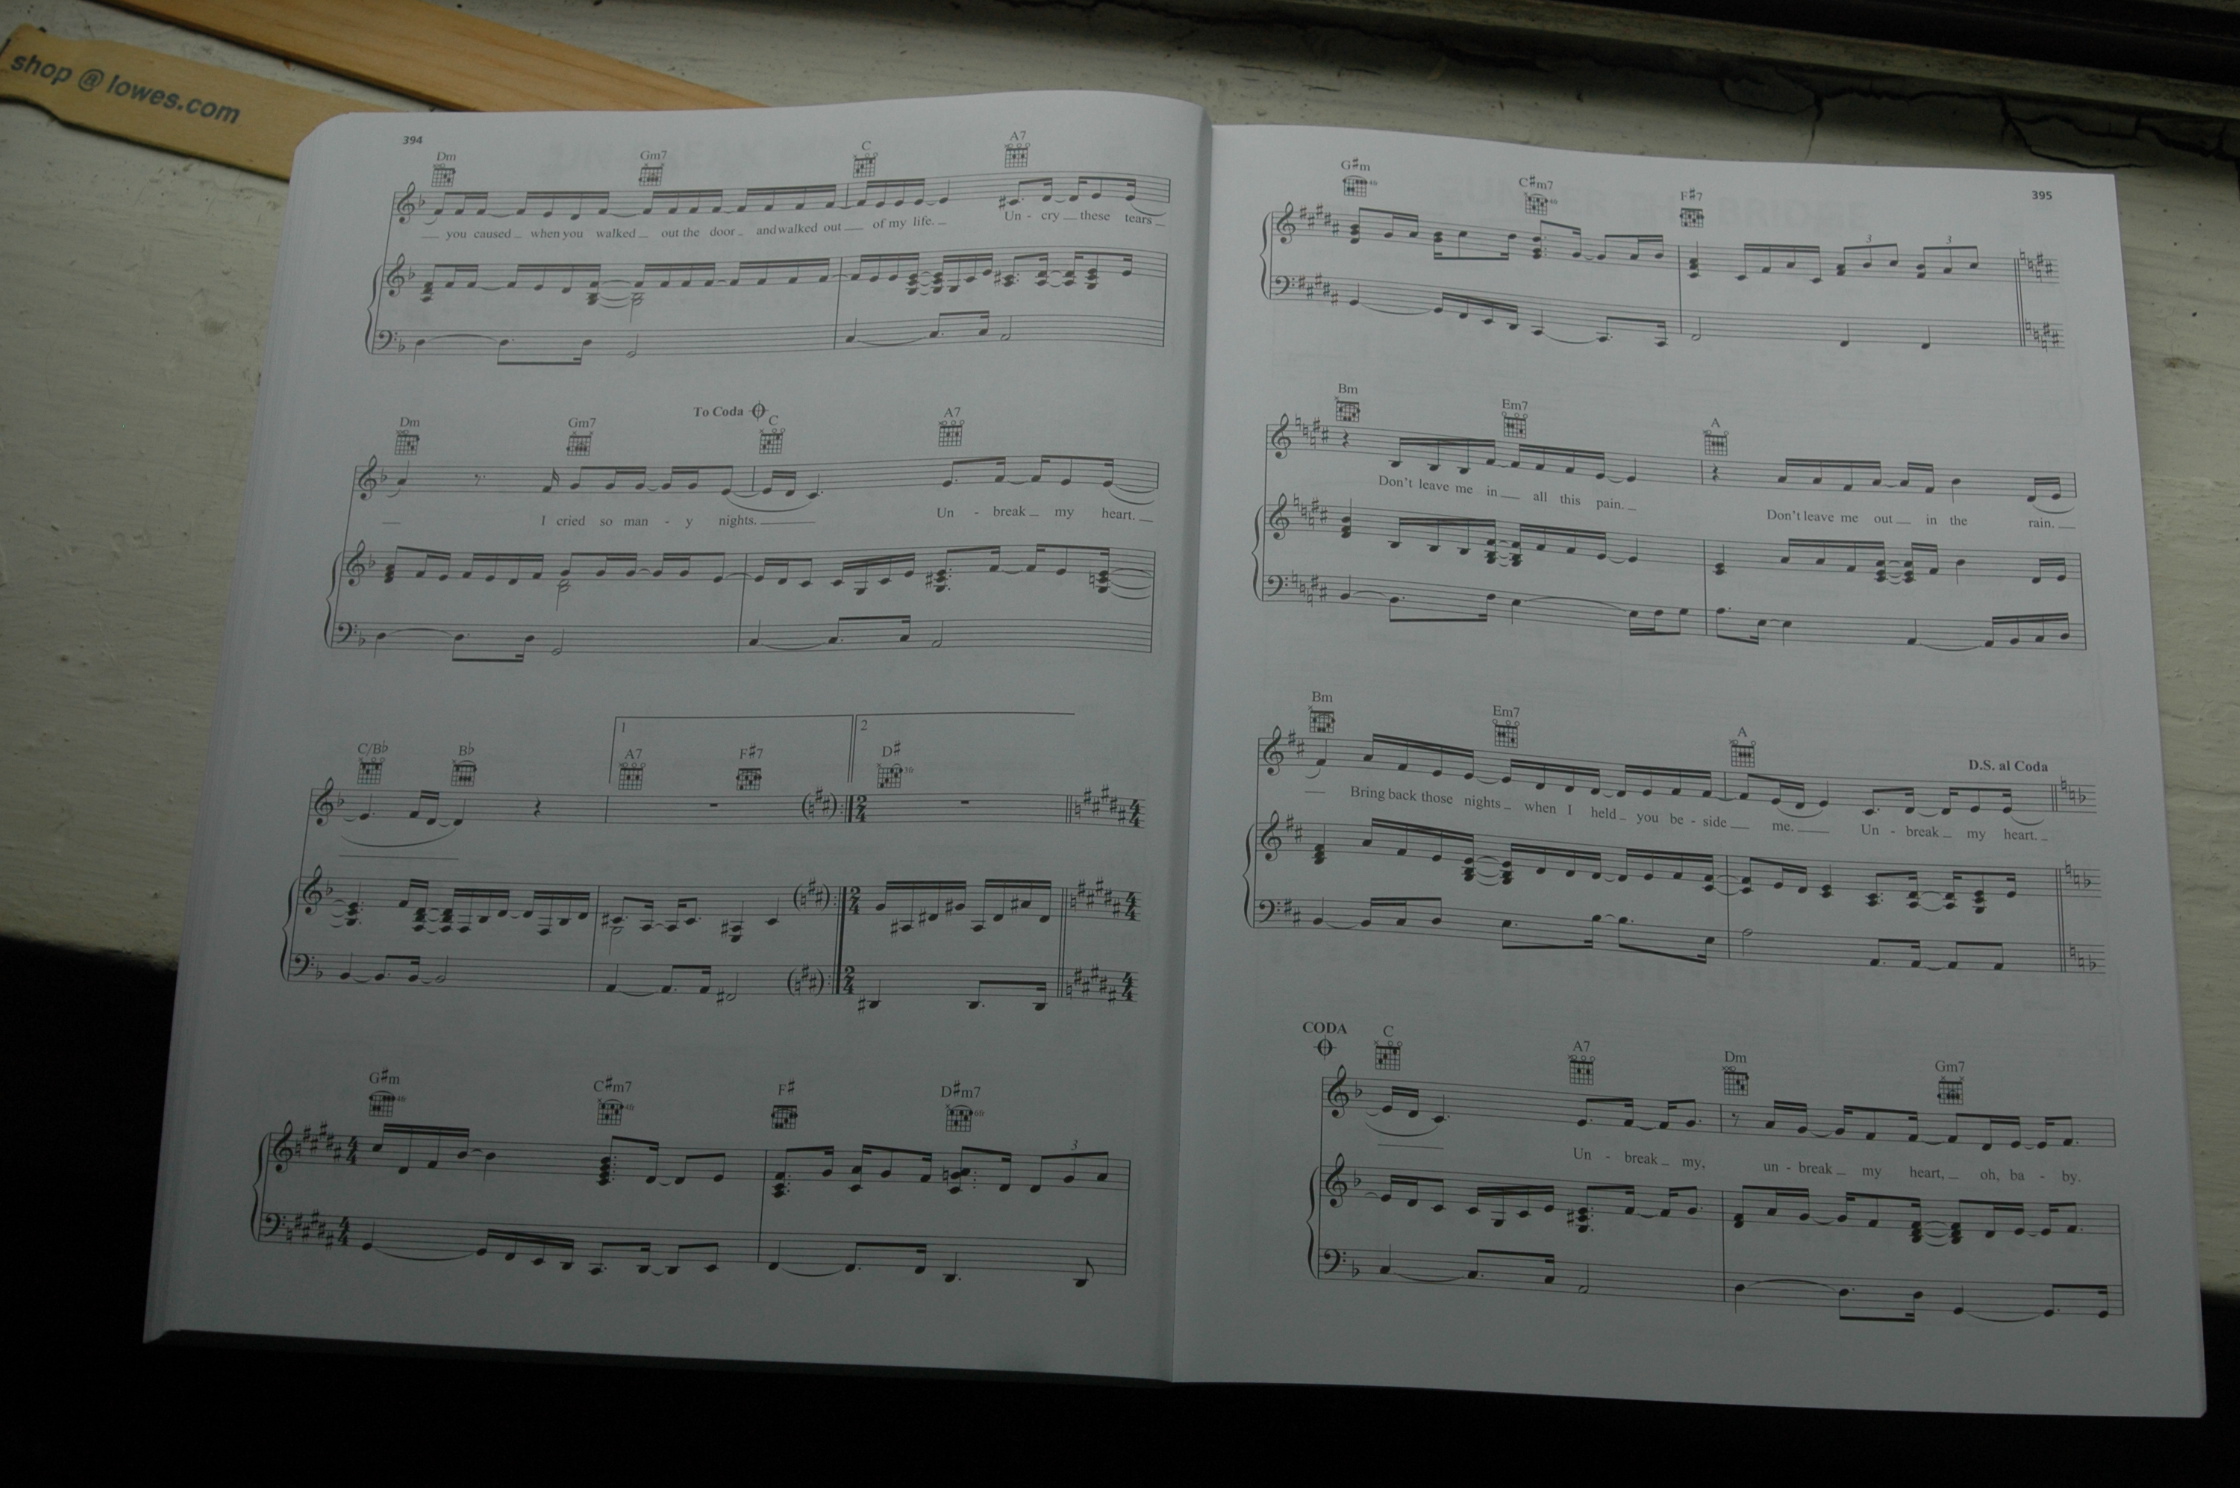 shop @ lowes.com
394
Dm Gm7 C A7
you caused when you walked out the door and walked out of my life. Un - cry these tears
To Coda
Dm Gm7 C A7
I cried so man - y nights. Un - break my heart.
1 2
C/B♭ B♭ A7 F#7 D#
2/4 4/4
G#m C#m7 F# D#m7
4fr 4fr 6fr
3
4/4
395
G#m C#m7 F#7
3 3
Bm Em7 A
Don't leave me in all this pain. Don't leave me out in the rain.
Bm Em7 A
D.S. al Coda
Bring back those nights when I held you be - side me. Un - break my heart.
CODA
C A7 Dm Gm7
Un - break my, un - break my heart, oh, ba - by.